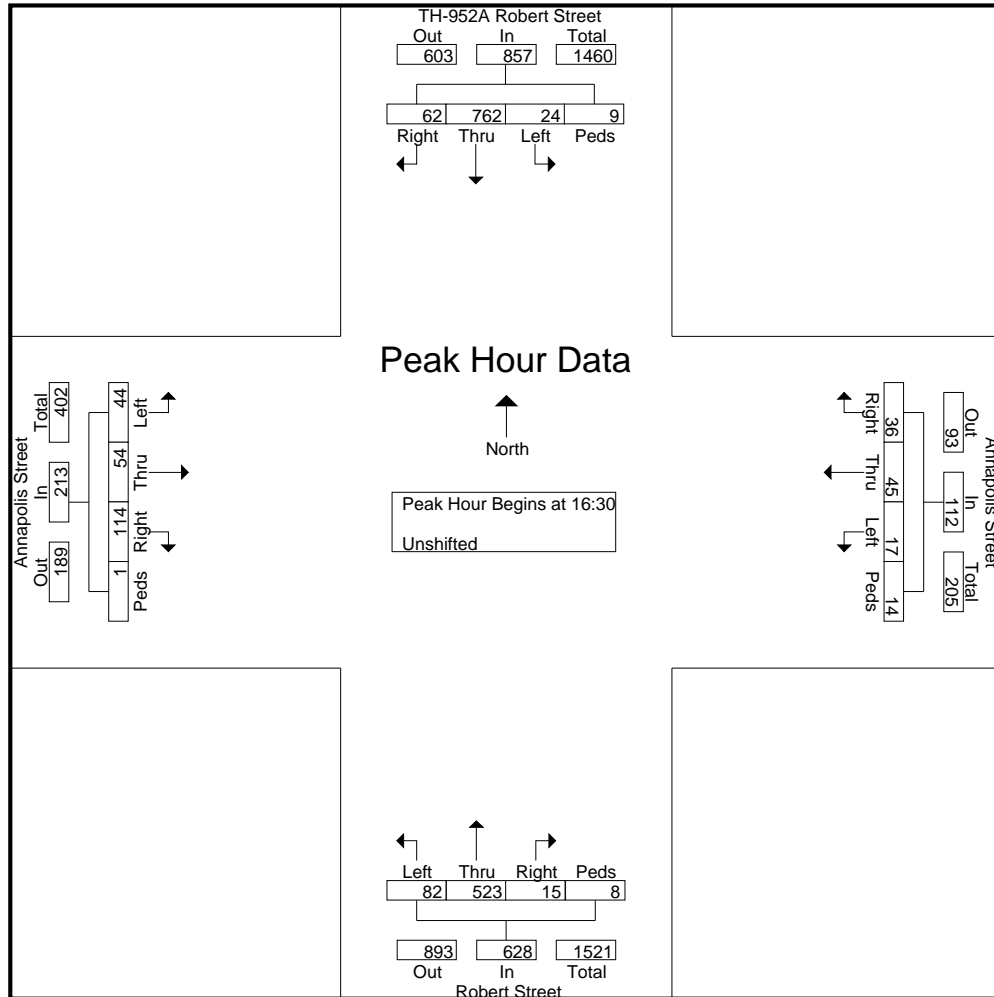 TH-952A Robert Street
Out In Total
603 857 1460
62 762 24 9
Right Thru Left Peds
Peak Hour Data
North
Peak Hour Begins at 16:30
Unshifted
Annapolis Street
Total In Out
402 213 189
44 54 114 1
Left Thru Right Peds
Annapolis Street
Out In Total
93 112 205
36 45 17 14
Right Thru Left Peds
Left Thru Right Peds
82 523 15 8
893 628 1521
Out In Total
Robert Street